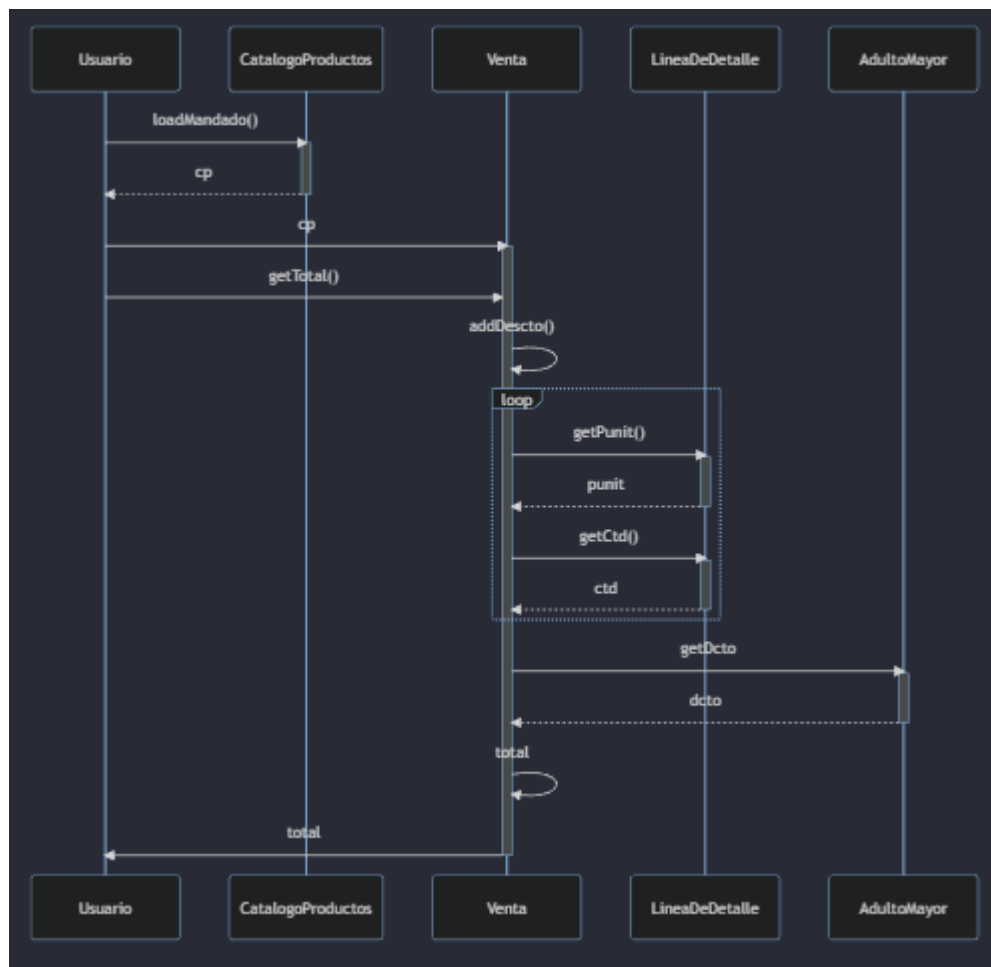 Usuario
CatalogoProductos
Venta
LineaDeDetalle
AdultoMayor
loadMandado()
cp
cp
getTotal()
addDescto()
loop
getPunit()
punit
getCtd()
ctd
getDcto
dcto
total
total
Usuario
CatalogoProductos
Venta
LineaDeDetalle
AdultoMayor